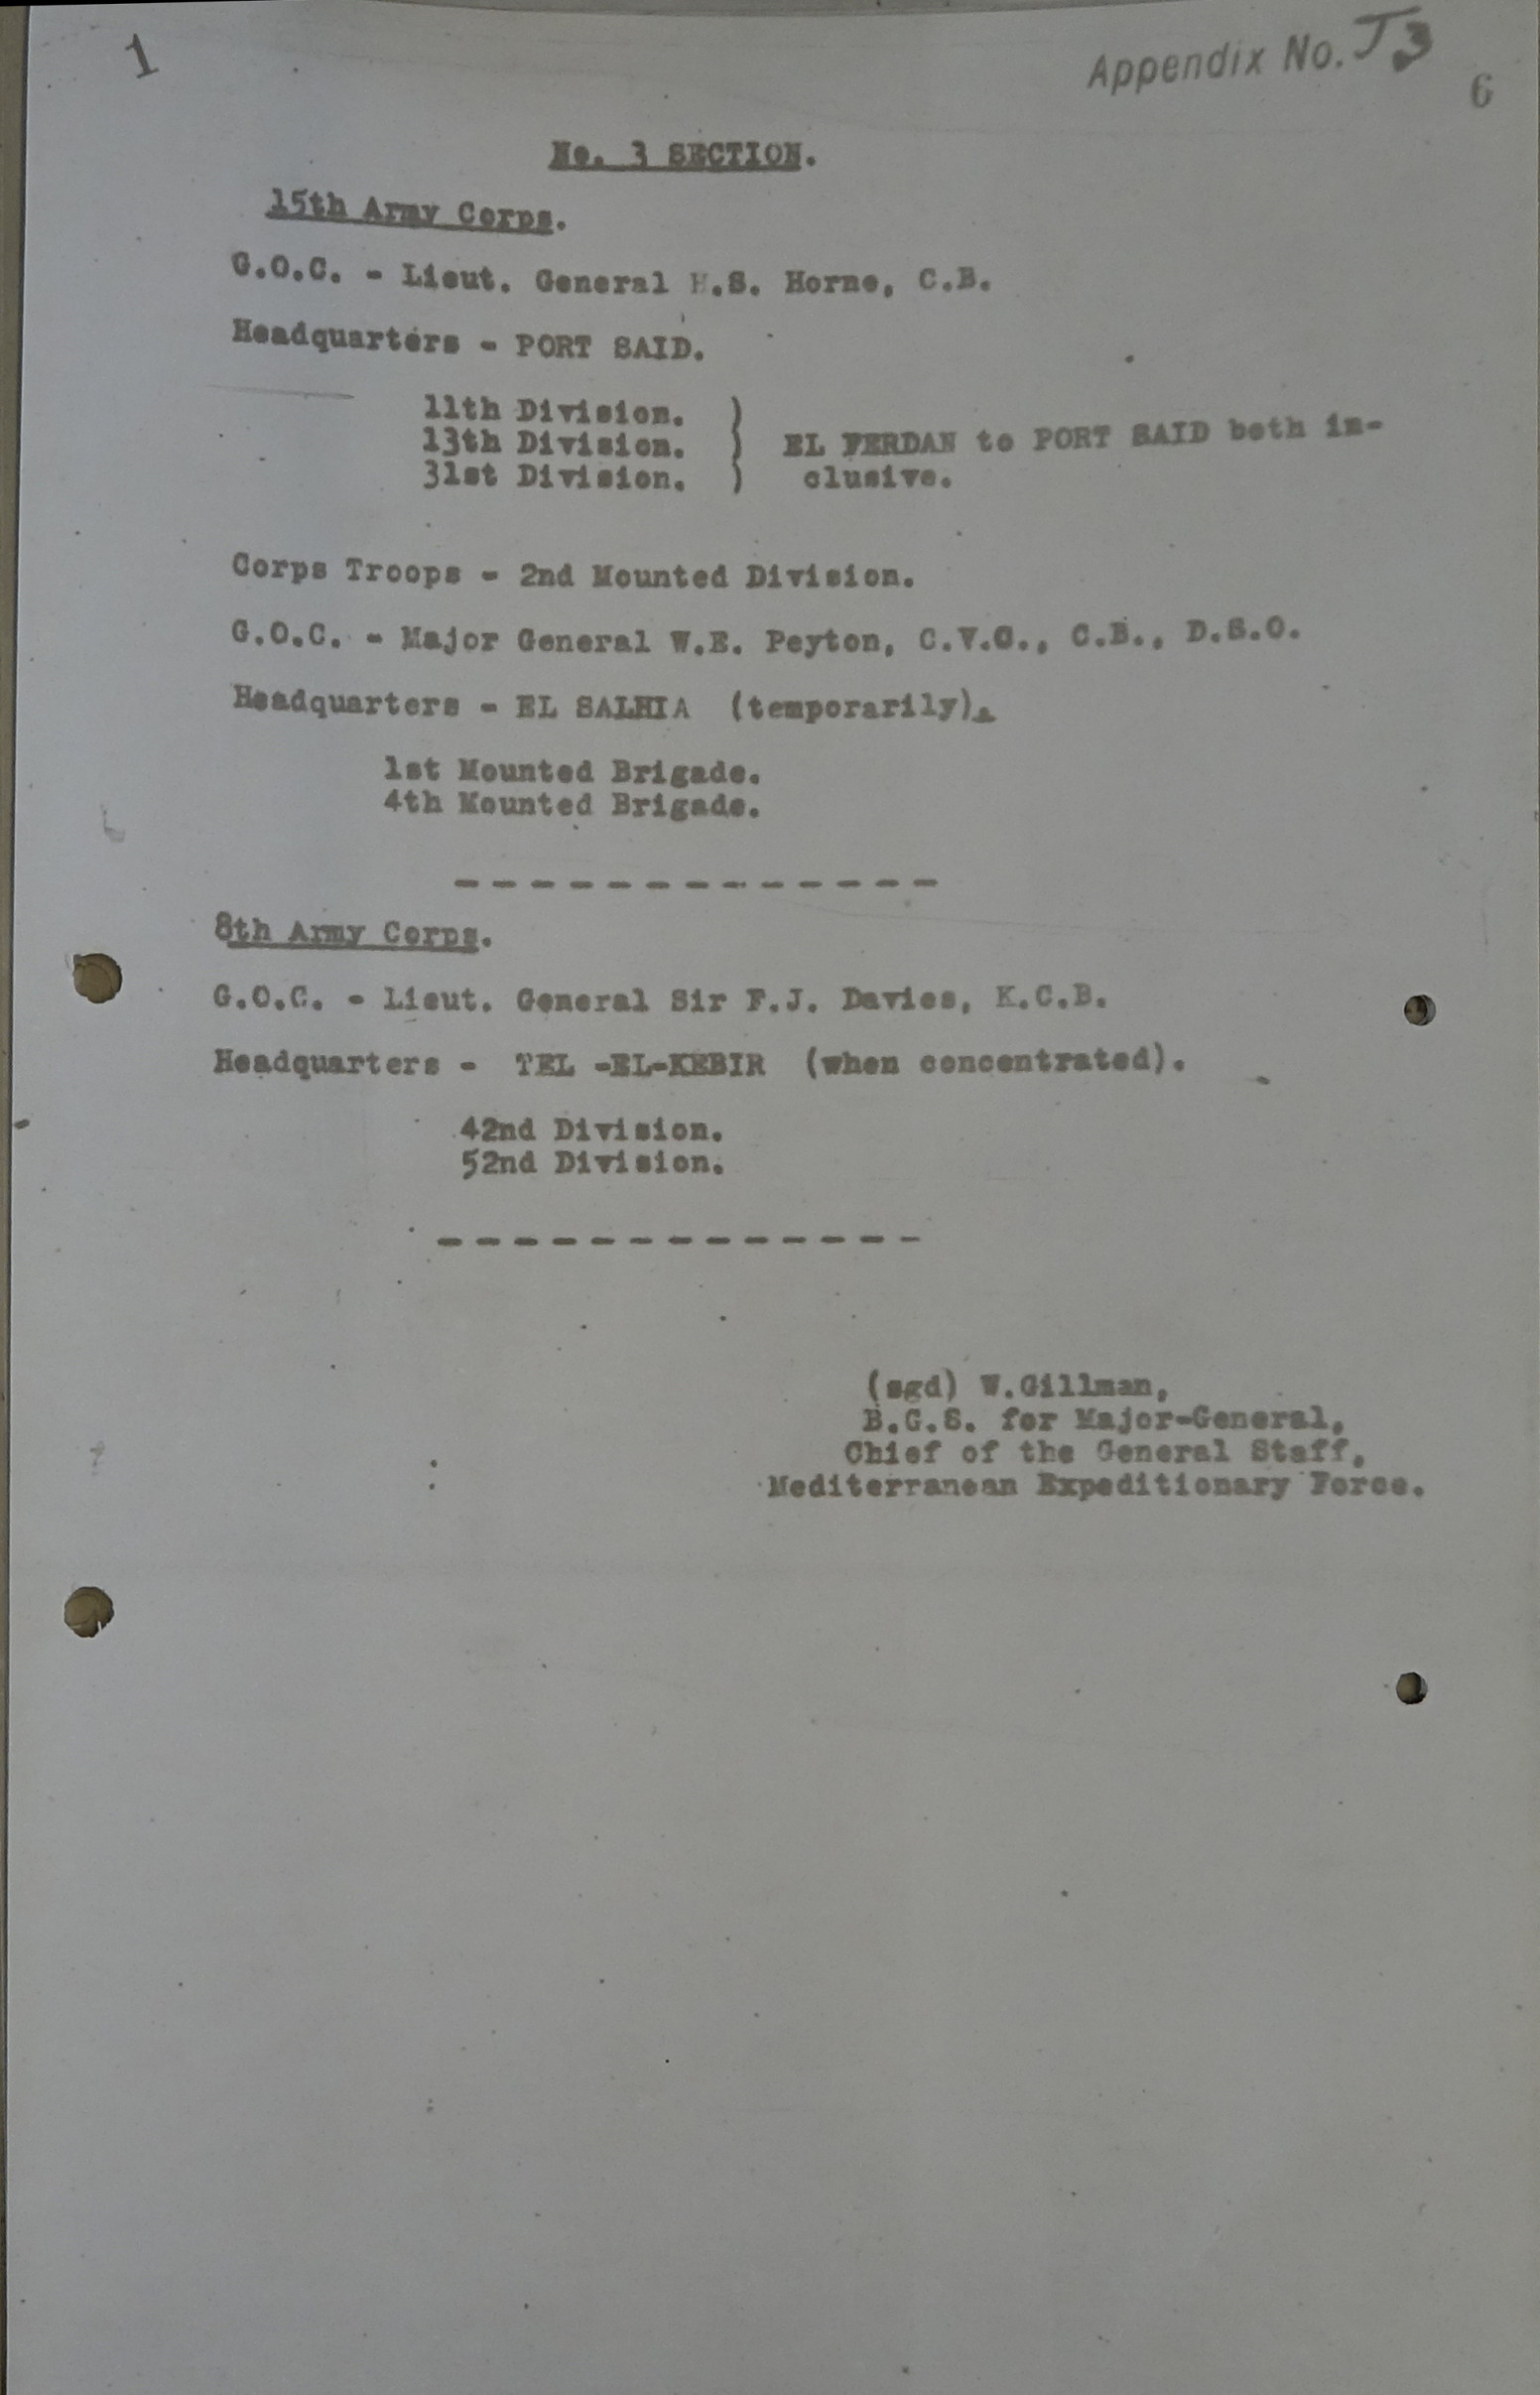 1
Appendix No. J3
6
No. 3 SECTION.
15th Army Corps.
G.O.C. - Lieut. General H.S. Horne, C.B.
Headquarters - PORT SAID.
11th Division.
13th Division. } EL FERDAN to PORT SAID both in-
31st Division. clusive.
Corps Troops - 2nd Mounted Division.
G.O.C. - Major General W.E. Peyton, C.V.O., C.B., D.S.O.
Headquarters - EL SALHIA (temporarily).
1st Mounted Brigade.
4th Mounted Brigade.
- - - - - - - - - - - - -
8th Army Corps.
G.O.C. - Lieut. General Sir F.J. Davies, K.C.B.
Headquarters - TEL -EL-KEBIR (when concentrated).
42nd Division.
52nd Division.
- - - - - - - - - - - - -
(sgd) W.Gillman,
B.G.S. for Major-General,
Chief of the General Staff,
Mediterranean Expeditionary Force.